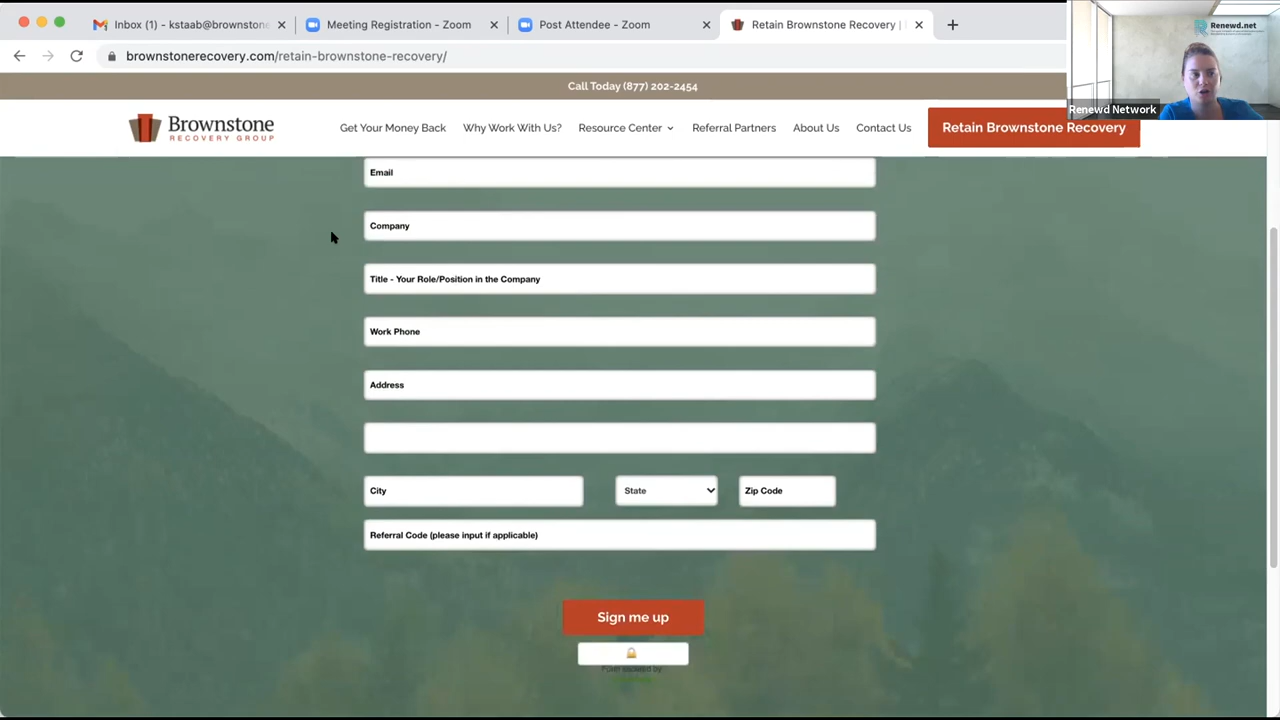 Inbox (1) - kstaab@brownstone
Meeting Registration - Zoom
Post Attendee - Zoom
Retain Brownstone Recovery |
Renewd.net
brownstonerecovery.com/retain-brownstone-recovery/
Renewd Network
Call Today (877) 202-2454
Brownstone
RECOVERY GROUP
Get Your Money Back
Why Work With Us?
Resource Center
Referral Partners
About Us
Contact Us
Retain Brownstone Recovery
Email
Company
Title - Your Role/Position in the Company
Work Phone
Address
City
State
Zip Code
Referral Code (please input if applicable)
Sign me up